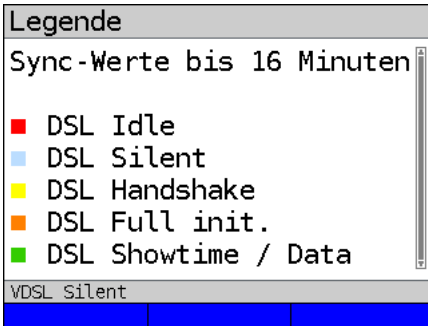 Legende
Sync-Werte bis 16 Minuten
DSL Idle
DSL Silent
DSL Handshake
DSL Full init.
DSL Showtime / Data
VDSL Silent